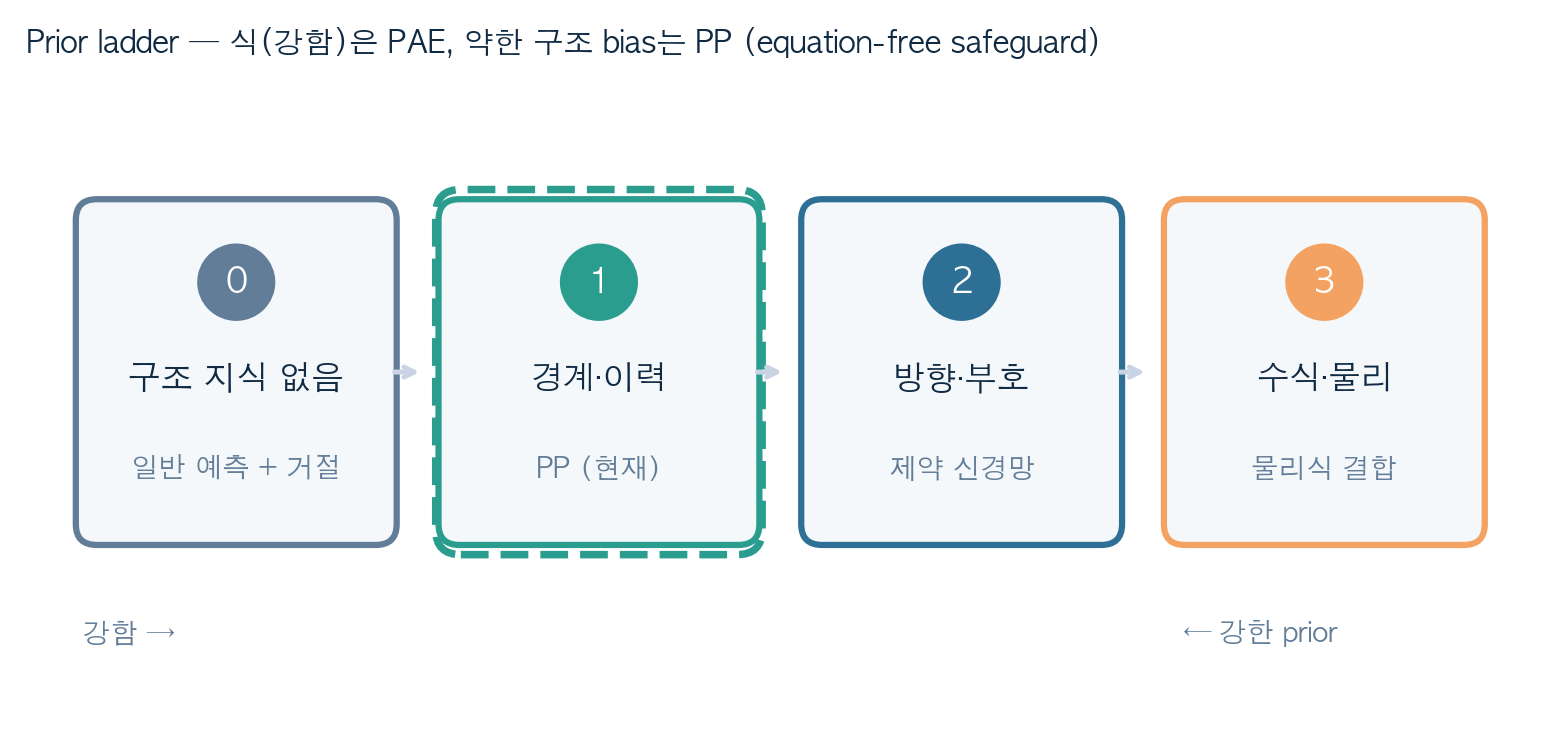 Prior ladder — 식(강함)은 PAE, 약한 구조 bias는 PP (equation-free safeguard)
0
구조 지식 없음
일반 예측 + 거절
1
경계·이력
PP (현재)
2
방향·부호
제약 신경망
3
수식·물리
물리식 결합
강함 →
← 강한 prior